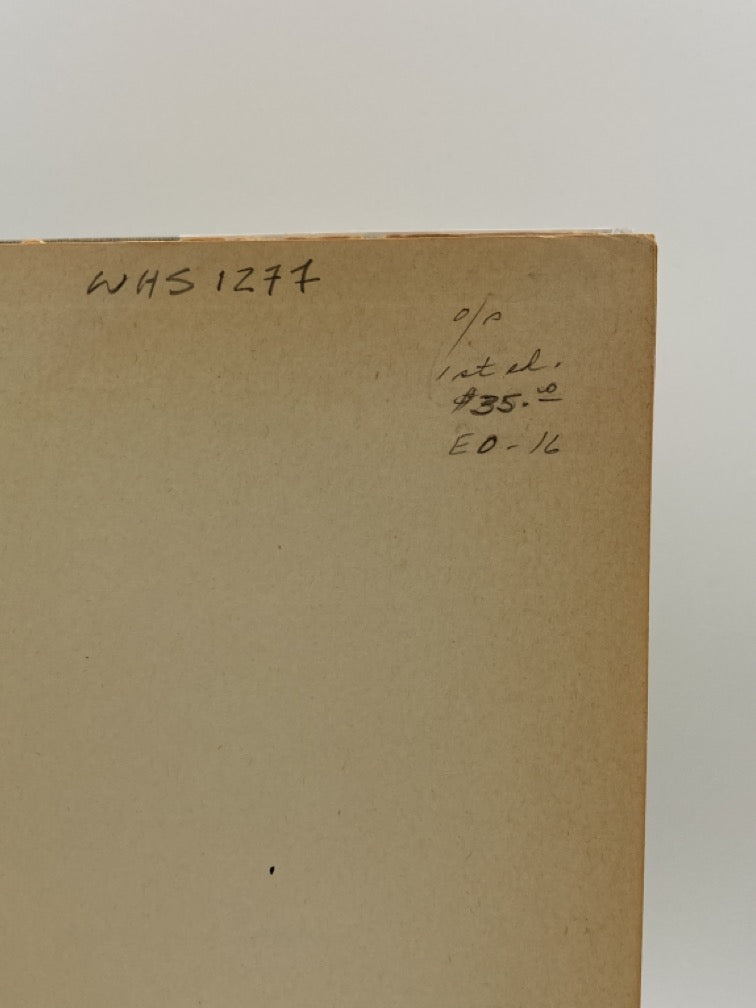 WHS 1277
o/p
1st ed.
$35.00
EO-16